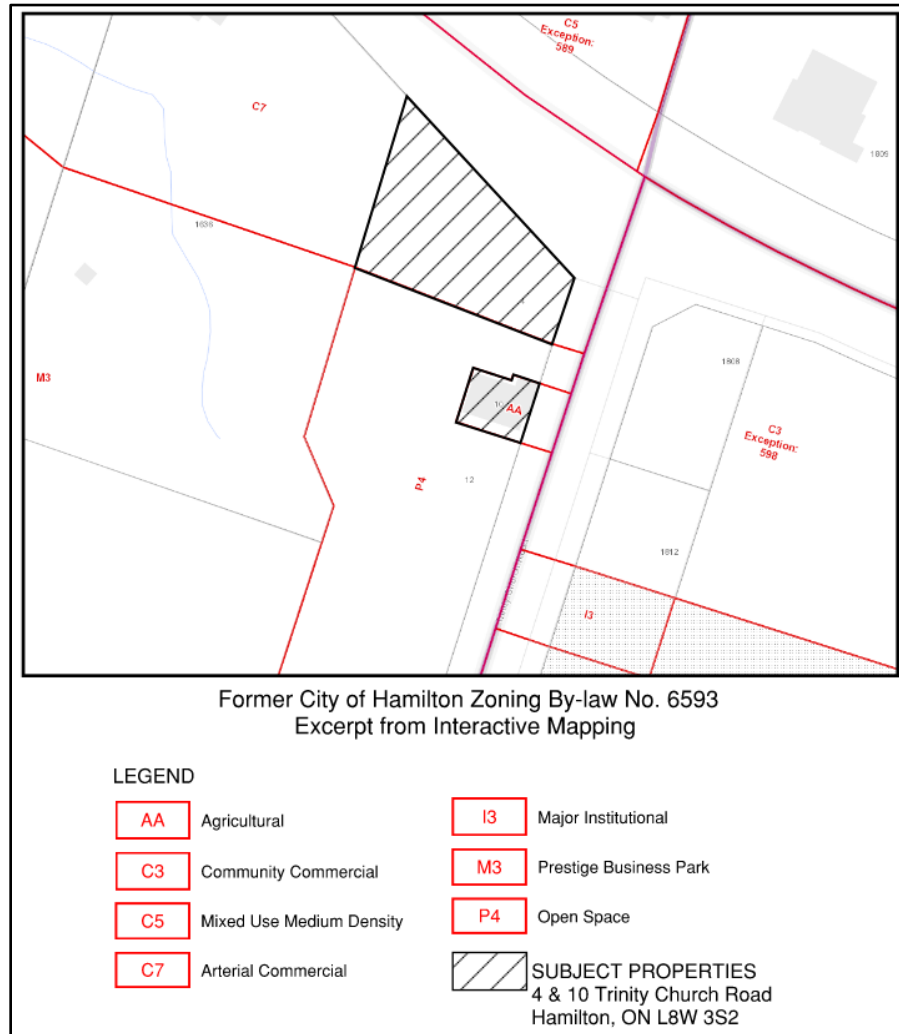 C5
Exception:
589
C7
1809
1636
M3
10
AA
1808
C3
Exception:
598
P4
12
1812
I3
Former City of Hamilton Zoning By-law No. 6593
Excerpt from Interactive Mapping
LEGEND
AA Agricultural
C3 Community Commercial
C5 Mixed Use Medium Density
C7 Arterial Commercial
I3 Major Institutional
M3 Prestige Business Park
P4 Open Space
SUBJECT PROPERTIES
4 & 10 Trinity Church Road
Hamilton, ON L8W 3S2